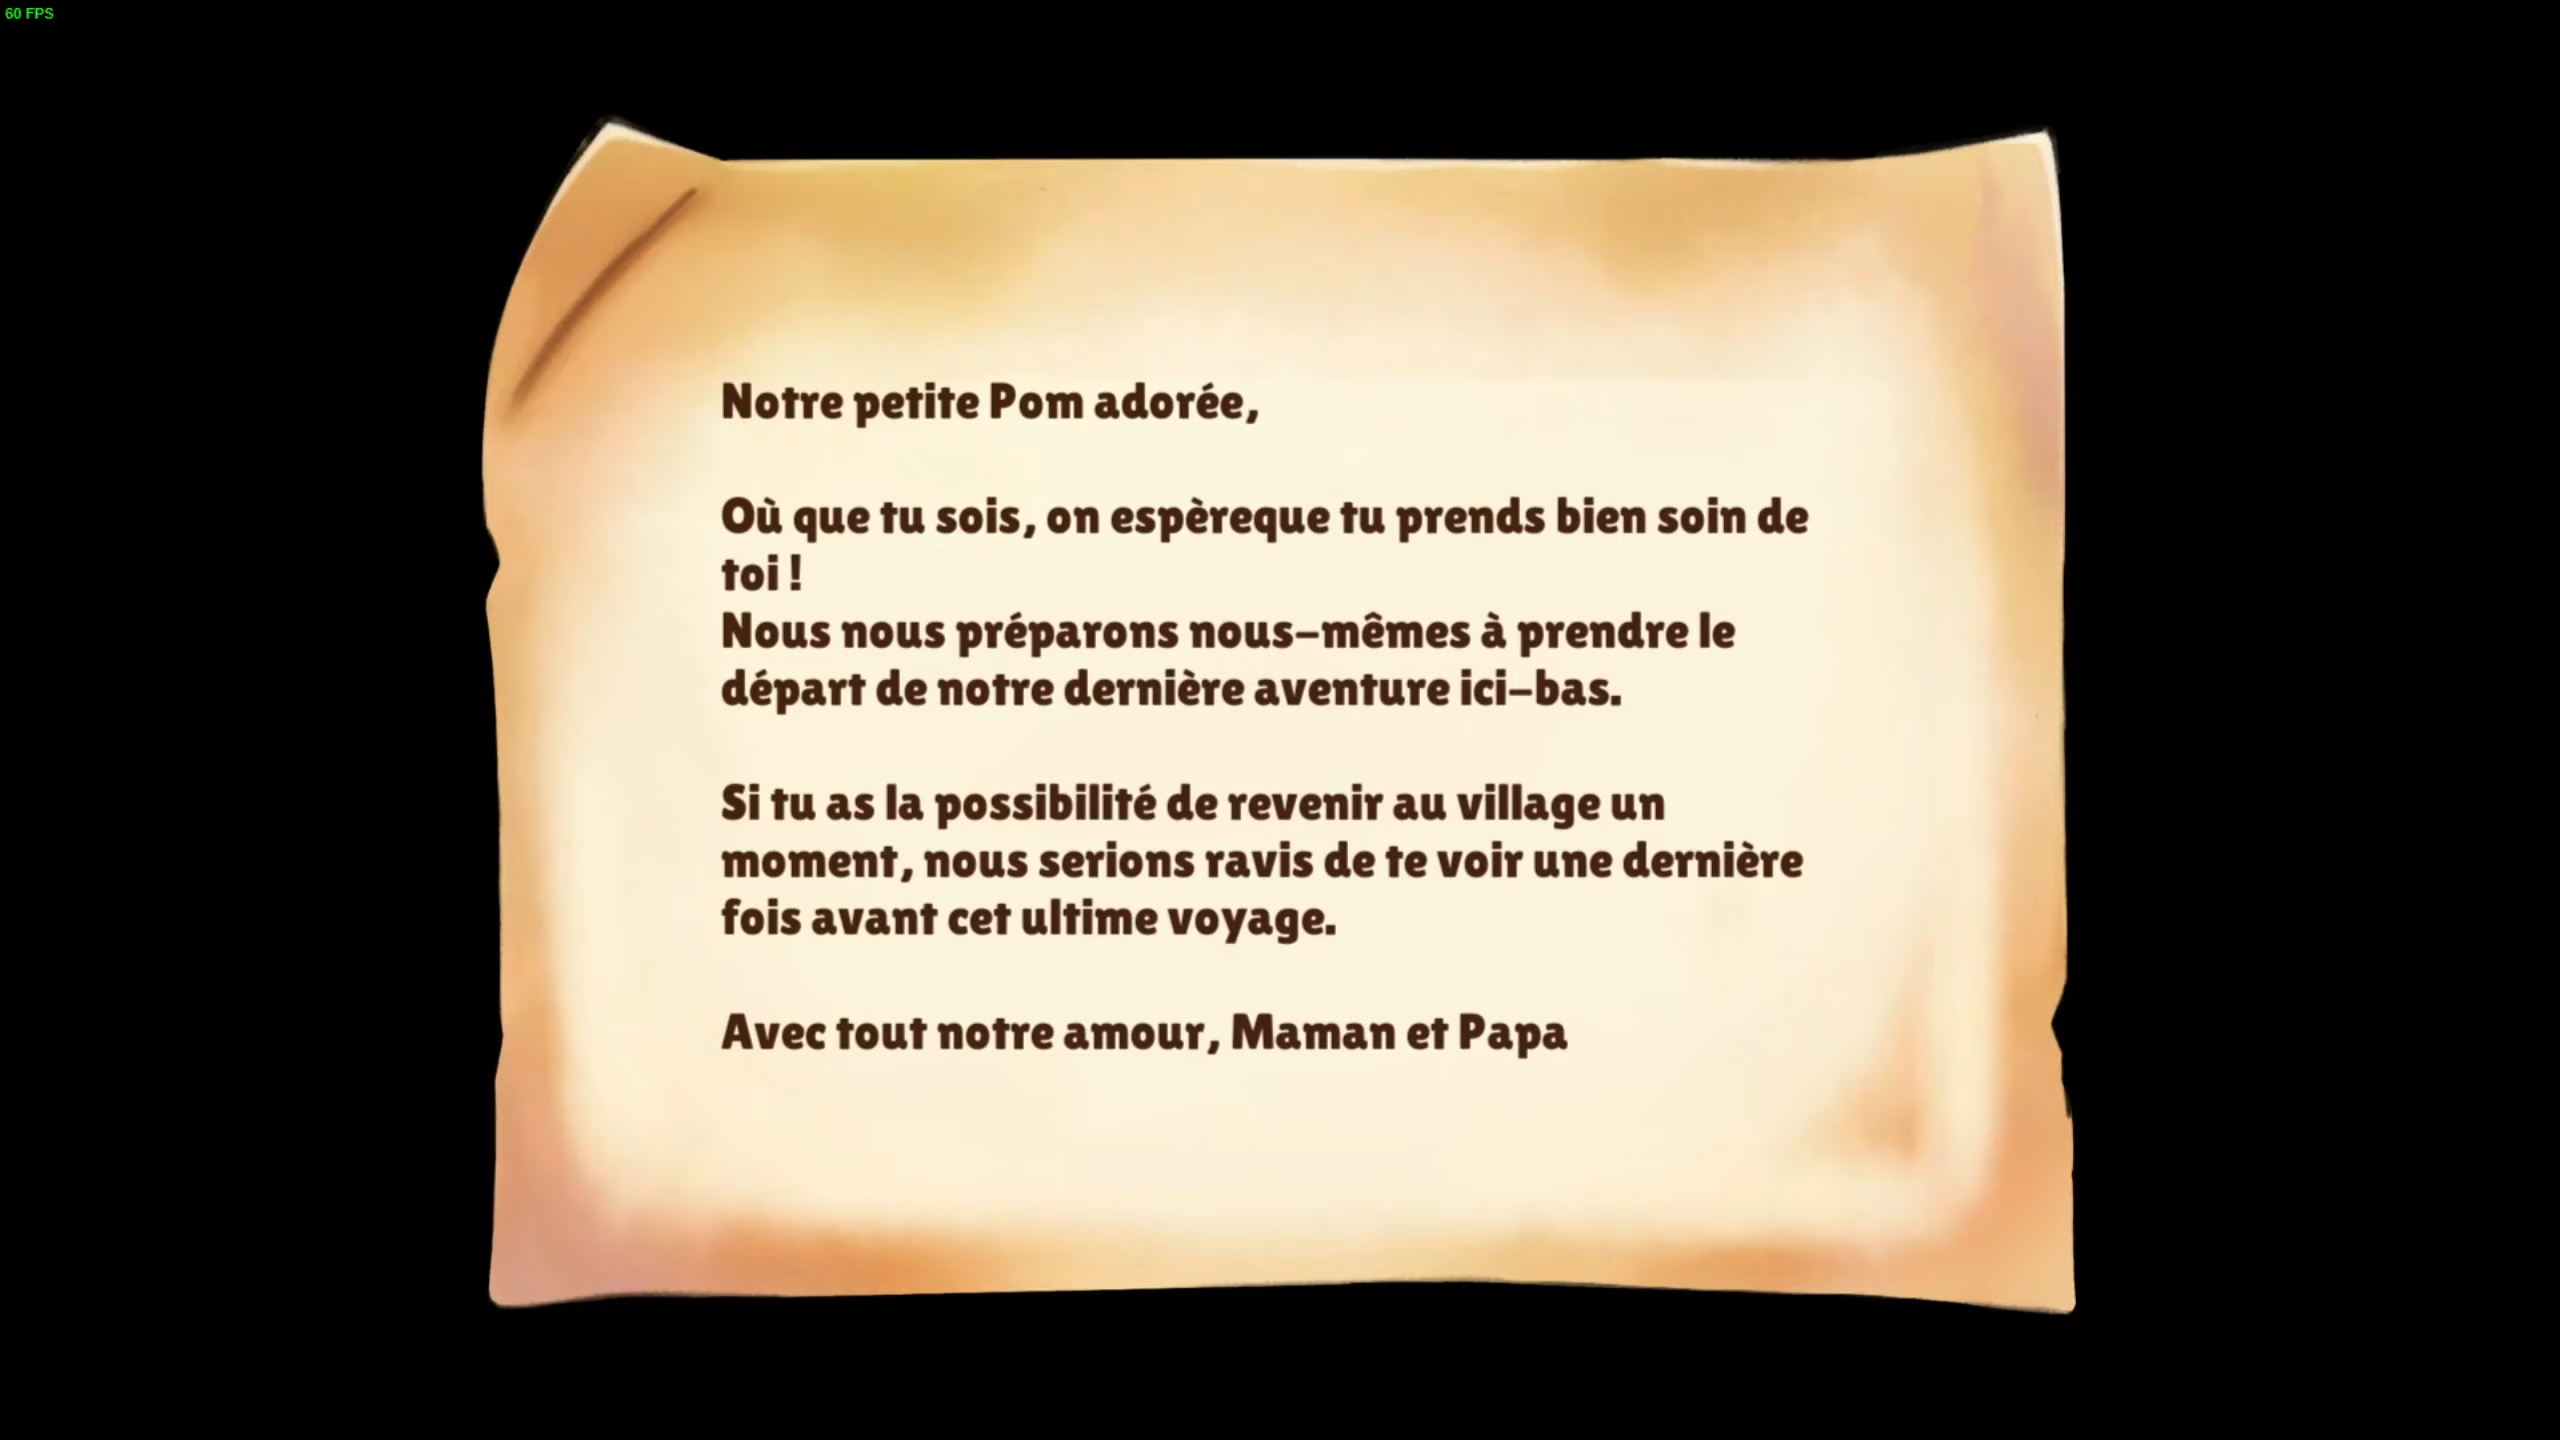 60 FPS
Notre petite Pom adorée,
Où que tu sois, on espèreque tu prends bien soin de
toi !
Nous nous préparons nous-mêmes à prendre le
départ de notre dernière aventure ici-bas.
Si tu as la possibilité de revenir au village un
moment, nous serions ravis de te voir une dernière
fois avant cet ultime voyage.
Avec tout notre amour, Maman et Papa